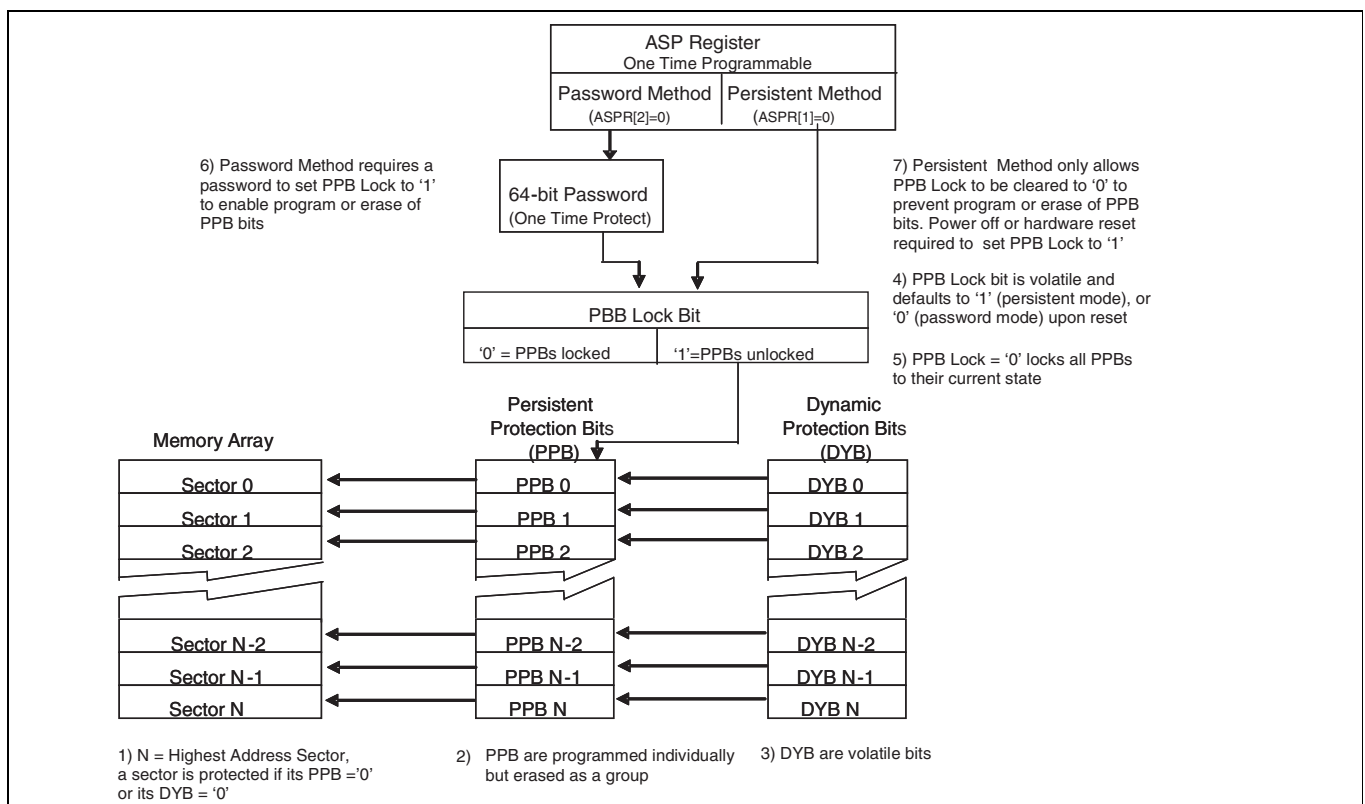 ASP Register
One Time Programmable
Password Method
(ASPR[2]=0)
Persistent Method
(ASPR[1]=0)
6) Password Method requires a
password to set PPB Lock to ‘1’
to enable program or erase of
PPB bits
64-bit Password
(One Time Protect)
7) Persistent Method only allows
PPB Lock to be cleared to ‘0’ to
prevent program or erase of PPB
bits. Power off or hardware reset
required to set PPB Lock to ‘1’
4) PPB Lock bit is volatile and
defaults to ‘1’ (persistent mode), or
‘0’ (password mode) upon reset
PBB Lock Bit
‘0’ = PPBs locked
‘1’=PPBs unlocked
5) PPB Lock = ‘0’ locks all PPBs
to their current state
Memory Array
Persistent
Protection Bits
(PPB)
Dynamic
Protection Bits
(DYB)
Sector 0
PPB 0
DYB 0
Sector 1
PPB 1
DYB 1
Sector 2
PPB 2
DYB 2
Sector N-2
PPB N-2
DYB N-2
Sector N-1
PPB N-1
DYB N-1
Sector N
PPB N
DYB N
1) N = Highest Address Sector,
a sector is protected if its PPB =‘0’
or its DYB = ‘0’
2) PPB are programmed individually
but erased as a group
3) DYB are volatile bits